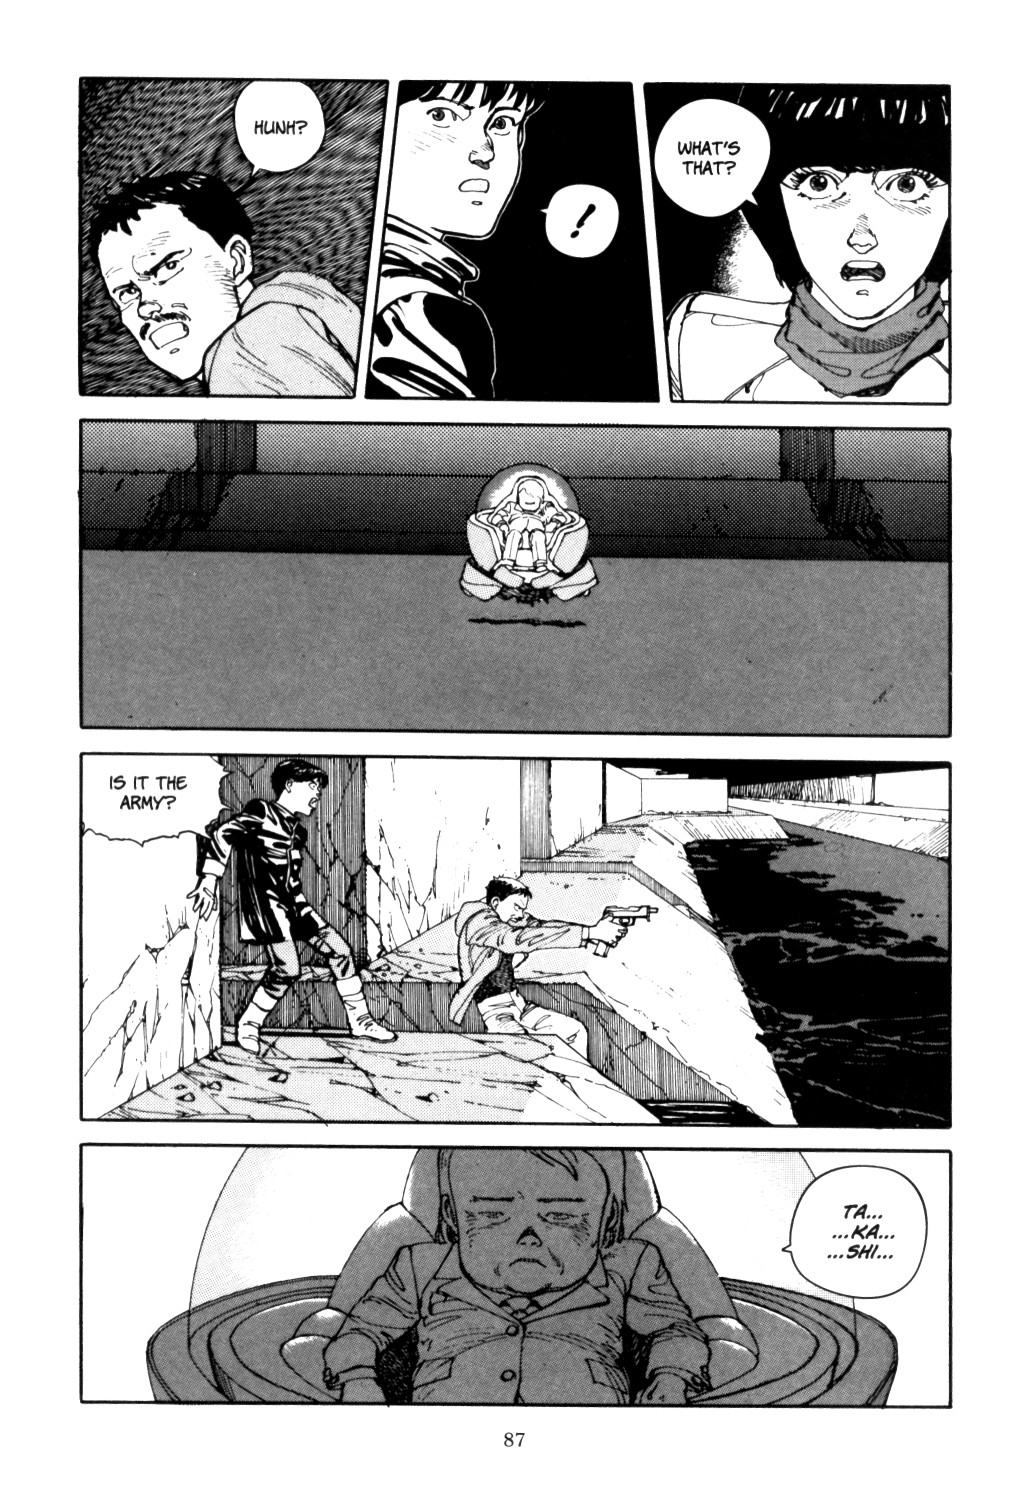 HUNH?
!
WHAT'S
THAT?
IS IT THE
ARMY?
TA...
...KA...
...SHI...
87